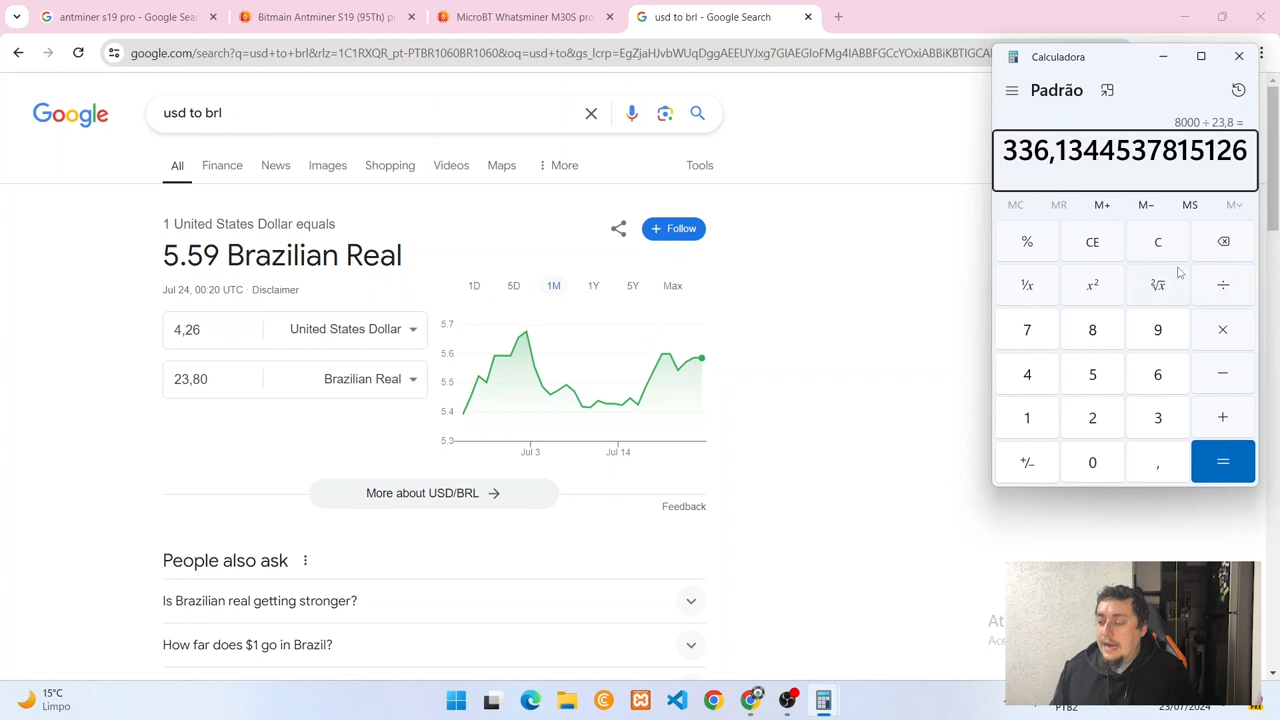 antminer s19 pro - Google Sear
Bitmain Antminer S19 (95Th) pr
MicroBT Whatsminer M30S prof
usd to brl - Google Search
google.com/search?q=usd+to+brl&rlz=1C1RXQR_pt-PTBR1060BR1060&oq=usd+to&gs_lcrp=EgZjaHJvbWUqDggAEEUYJxg7GIAEGIoFMg4IABBFGCcYOxiABBiKBTIGCA
Google
usd to brl
All
Finance
News
Images
Shopping
Videos
Maps
More
Tools
1 United States Dollar equals
5.59 Brazilian Real
Jul 24, 00:20 UTC · Disclaimer
Follow
4,26
United States Dollar
23,80
Brazilian Real
1D
5D
1M
1Y
5Y
Max
5.7
5.6
5.5
5.4
5.3
Jul 3
Jul 14
More about USD/BRL
Feedback
People also ask
Is Brazilian real getting stronger?
How far does $1 go in Brazil?
Calculadora
Padrão
8000 ÷ 23,8 =
336,1344537815126
MC
MR
M+
M−
MS
M
%
CE
C
⅟x
x²
²√x
÷
7
8
9
×
4
5
6
−
1
2
3
+
+/−
0
,
=
At
Ace
15°C
Limpo
PTB2
23/07/2024
PRE